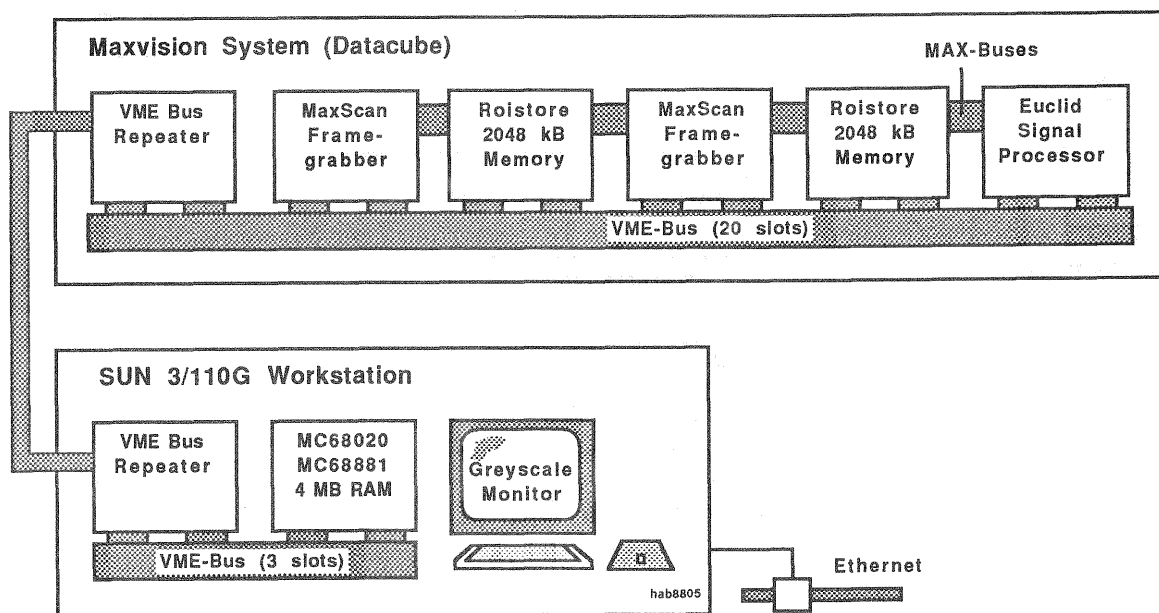 Maxvision System (Datacube)
MAX-Buses
VME Bus
Repeater
MaxScan
Frame-
grabber
Roistore
2048 kB
Memory
MaxScan
Frame-
grabber
Roistore
2048 kB
Memory
Euclid
Signal
Processor
VME-Bus (20 slots)
SUN 3/110G Workstation
VME Bus
Repeater
MC68020
MC68881
4 MB RAM
Greyscale
Monitor
VME-Bus (3 slots)
hab8805
Ethernet